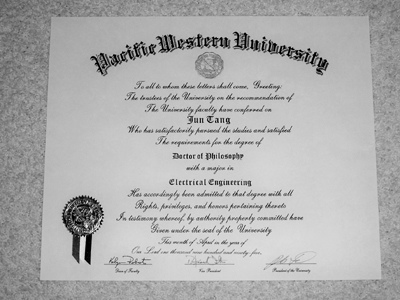 Pacific Western University
To all to whom these letters shall come, Greeting:
The trustees of the University on the recommendation of
The University faculty have conferred on
Jun Tang
Who has satisfactorily pursued the studies and satisfied
The requirements for the degree of
Doctor of Philosophy
with a major in
Electrical Engineering
Has accordingly been admitted to that degree with all
Rights, privileges, and honors pertaining thereto
In testimony whereof, by authority properly committed have
Given under the seal of the University
This month of April in the year of
Our Lord one thousand nine hundred and ninety-five,
Dean of Faculty
Vice President
President of the University